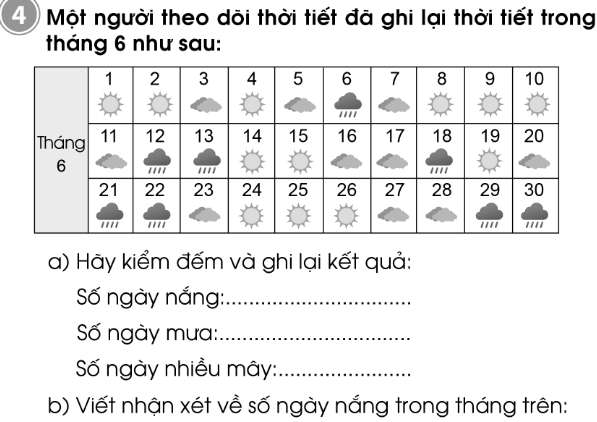 4 Một người theo dõi thời tiết đã ghi lại thời tiết trong
tháng 6 như sau:
1 2 3 4 5 6 7 8 9 10
Tháng 11 12 13 14 15 16 17 18 19 20
6
21 22 23 24 25 26 27 28 29 30
a) Hãy kiểm đếm và ghi lại kết quả:
Số ngày nắng:................................
Số ngày mưa:.................................
Số ngày nhiều mây:.......................
b) Viết nhận xét về số ngày nắng trong tháng trên: